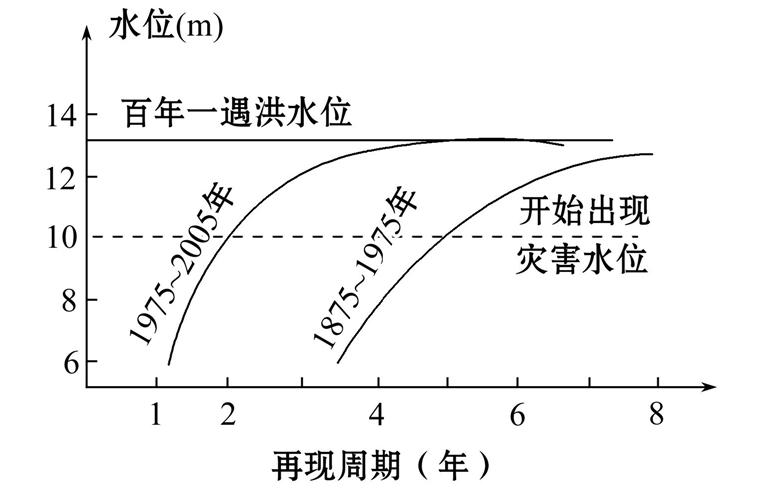 水位(m)
14
百年一遇洪水位
12
1975~2005年
1875~1975年
开始出现
10
灾害水位
8
6
1 2 4 6 8
再现周期（年）